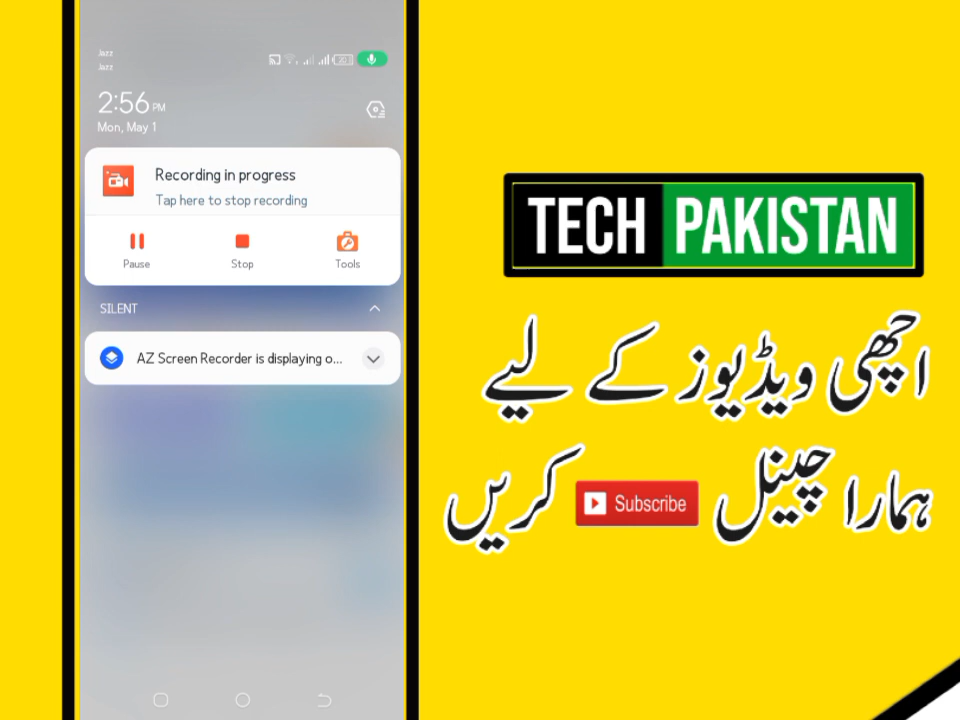 Jazz
Jazz
2:56 PM
Mon, May 1
Recording in progress
Tap here to stop recording
Pause Stop Tools
SILENT
AZ Screen Recorder is displaying o...
TECH PAKISTAN
اچھی ویڈیوز کے لیے
ہمارا چینل Subscribe کریں